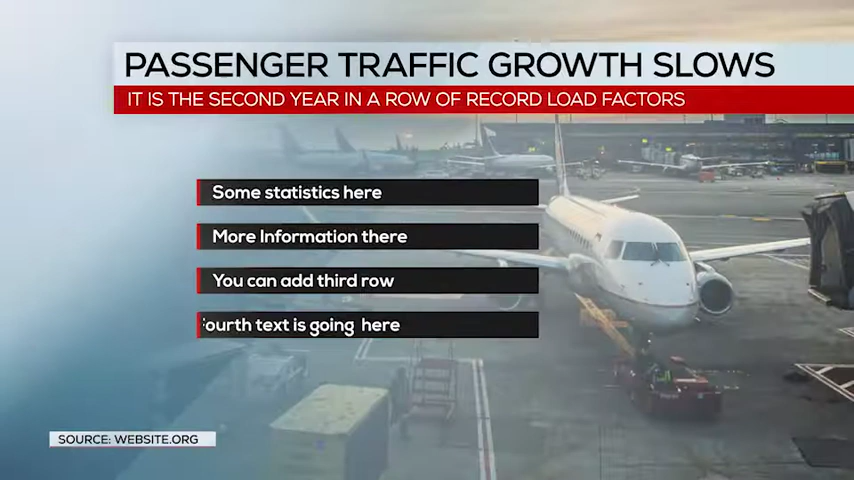 PASSENGER TRAFFIC GROWTH SLOWS
IT IS THE SECOND YEAR IN A ROW OF RECORD LOAD FACTORS
Some statistics here
More Information there
You can add third row
Fourth text is going here
SOURCE: WEBSITE.ORG